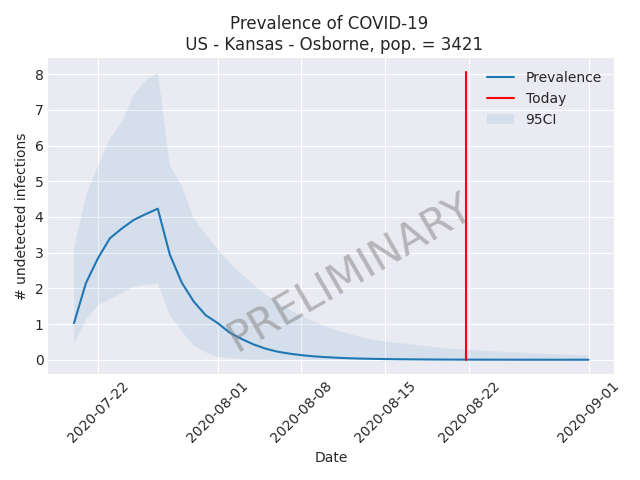 Prevalence of COVID-19
US - Kansas - Osborne, pop. = 3421
# undetected infections
8
7
6
5
4
3
2
1
0
Prevalence
Today
95CI
PRELIMINARY
2020-07-22
2020-08-01
2020-08-08
2020-08-15
2020-08-22
2020-09-01
Date